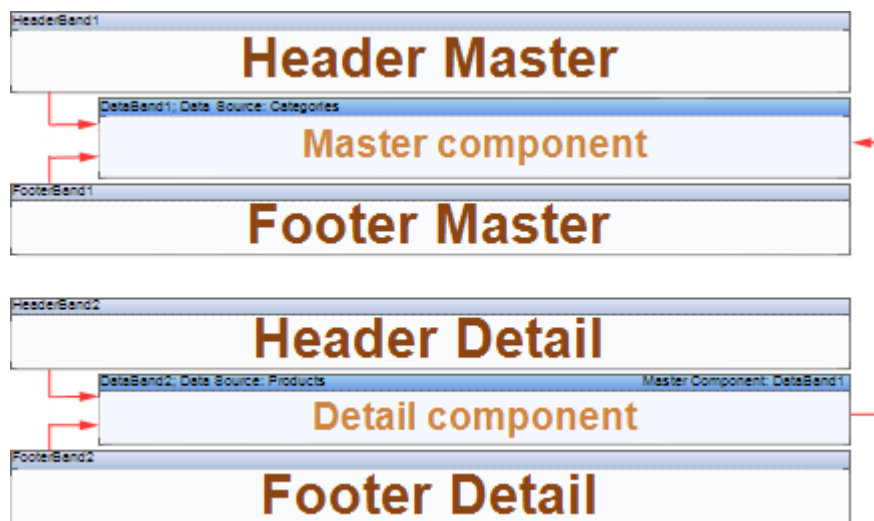 HeaderBand1
Header Master
DataBand1; Data Source: Categories
Master component
FooterBand1
Footer Master
HeaderBand2
Header Detail
DataBand2; Data Source: Products Master Component: DataBand1
Detail component
FooterBand2
Footer Detail